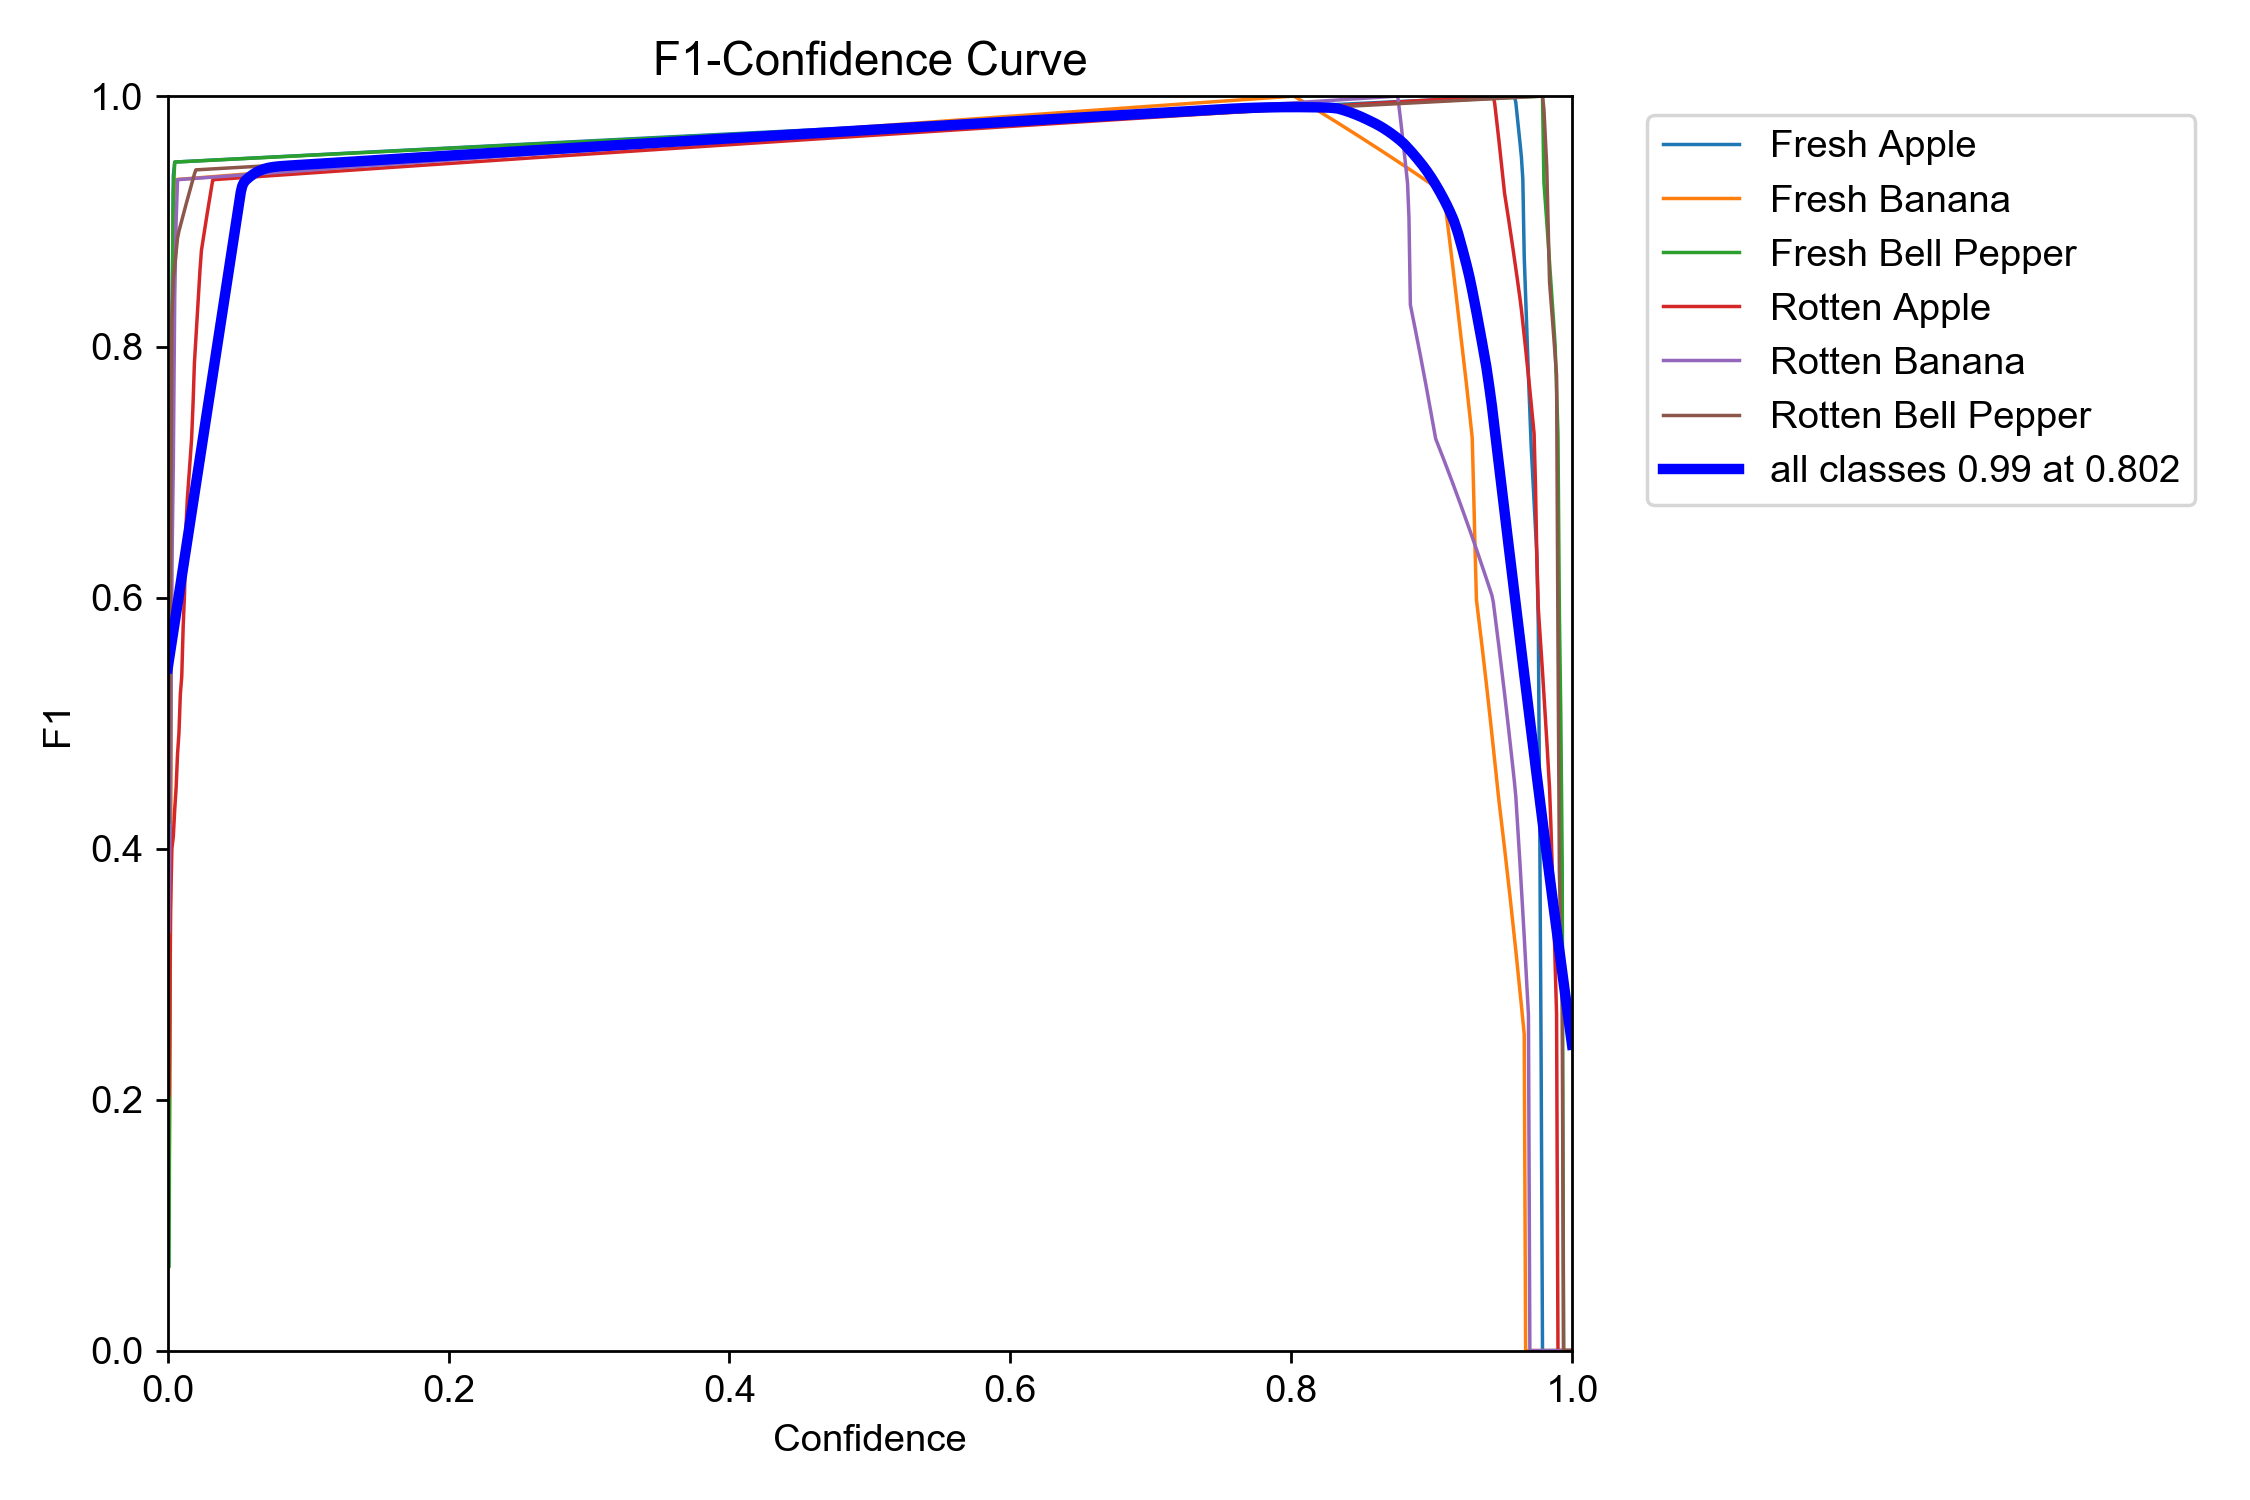 F1-Confidence Curve
1.0
0.8
0.6
0.4
0.2
0.0
F1
0.0 0.2 0.4 0.6 0.8 1.0
Confidence
Fresh Apple
Fresh Banana
Fresh Bell Pepper
Rotten Apple
Rotten Banana
Rotten Bell Pepper
all classes 0.99 at 0.802